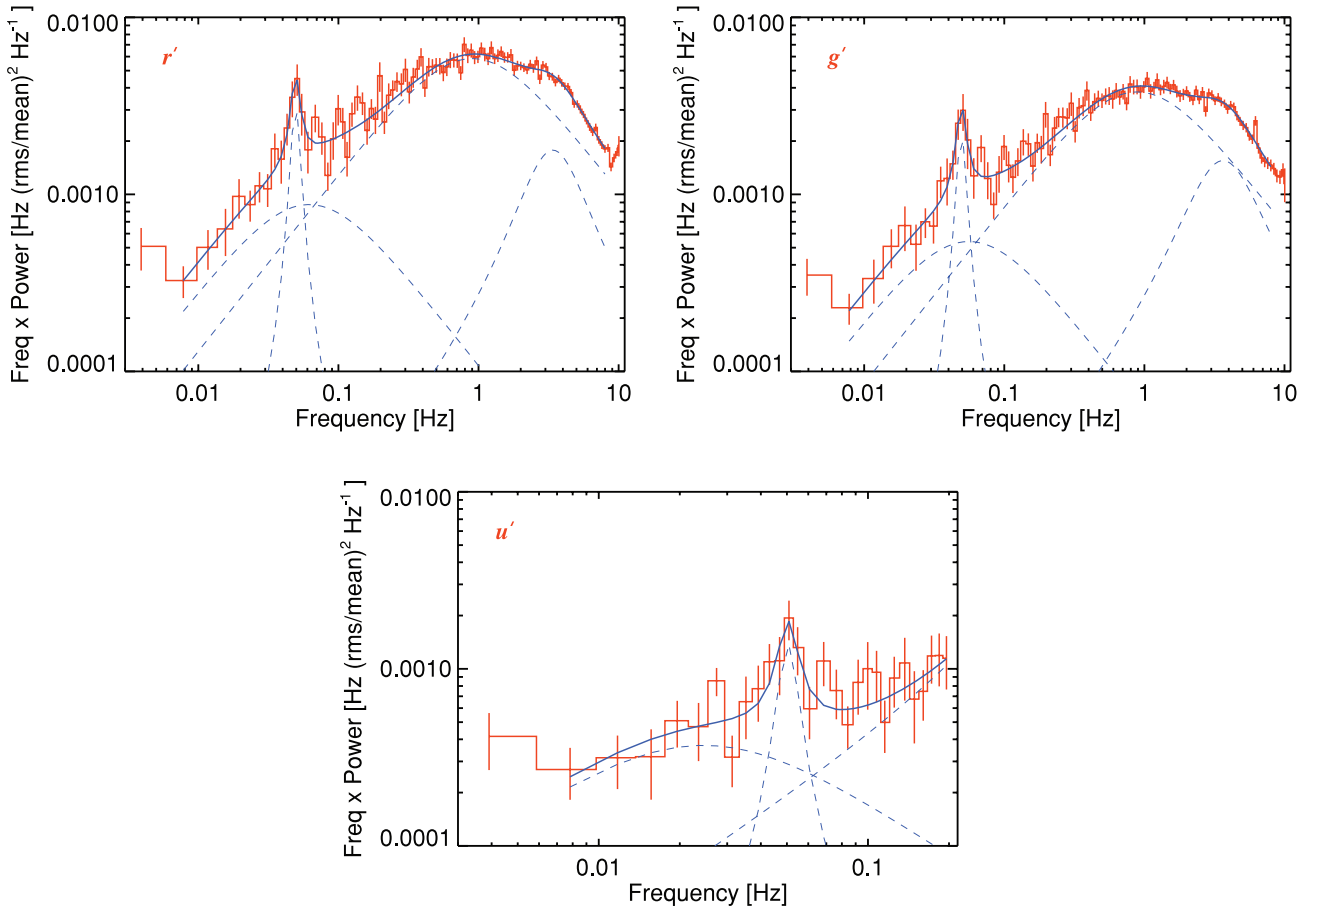 r′
Freq x Power [Hz (rms/mean)² Hz⁻¹ ]
0.0100
0.0010
0.0001
0.01 0.1 1 10
Frequency [Hz]
g′
Freq x Power [Hz (rms/mean)² Hz⁻¹ ]
0.0100
0.0010
0.0001
0.01 0.1 1 10
Frequency [Hz]
u′
Freq x Power [Hz (rms/mean)² Hz⁻¹ ]
0.0100
0.0010
0.0001
0.01 0.1
Frequency [Hz]